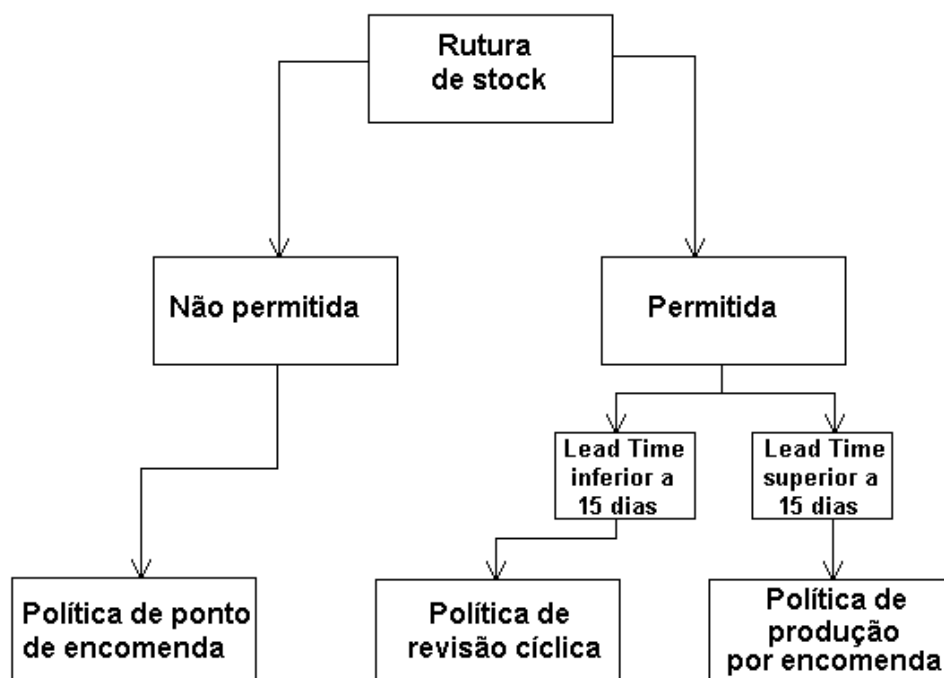 Rutura
de stock
Não permitida
Permitida
Lead Time
inferior a
15 dias
Lead Time
superior a
15 dias
Política de ponto
de encomenda
Política de
revisão cíclica
Política de
produção
por encomenda